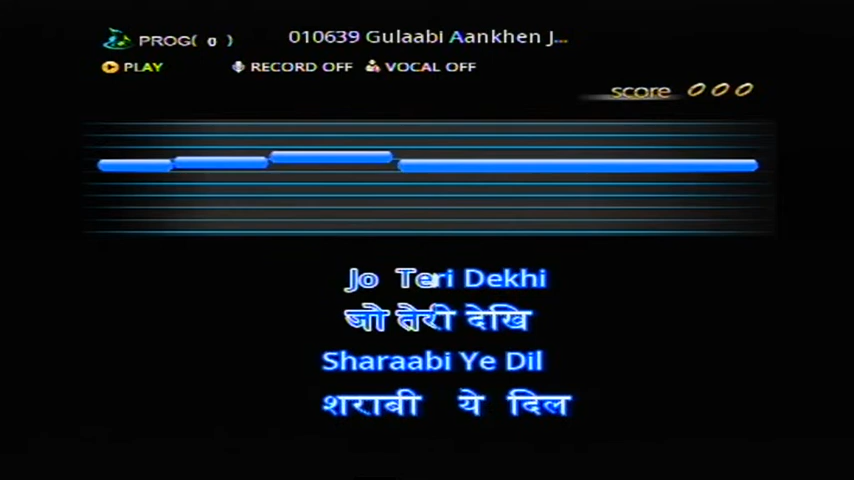 PROG( 0 )
010639 Gulaabi Aankhen J...
PLAY
RECORD OFF
VOCAL OFF
score 000
Jo Teri Dekhi
जो तेरी देखि
Sharaabi Ye Dil
शराबी ये दिल